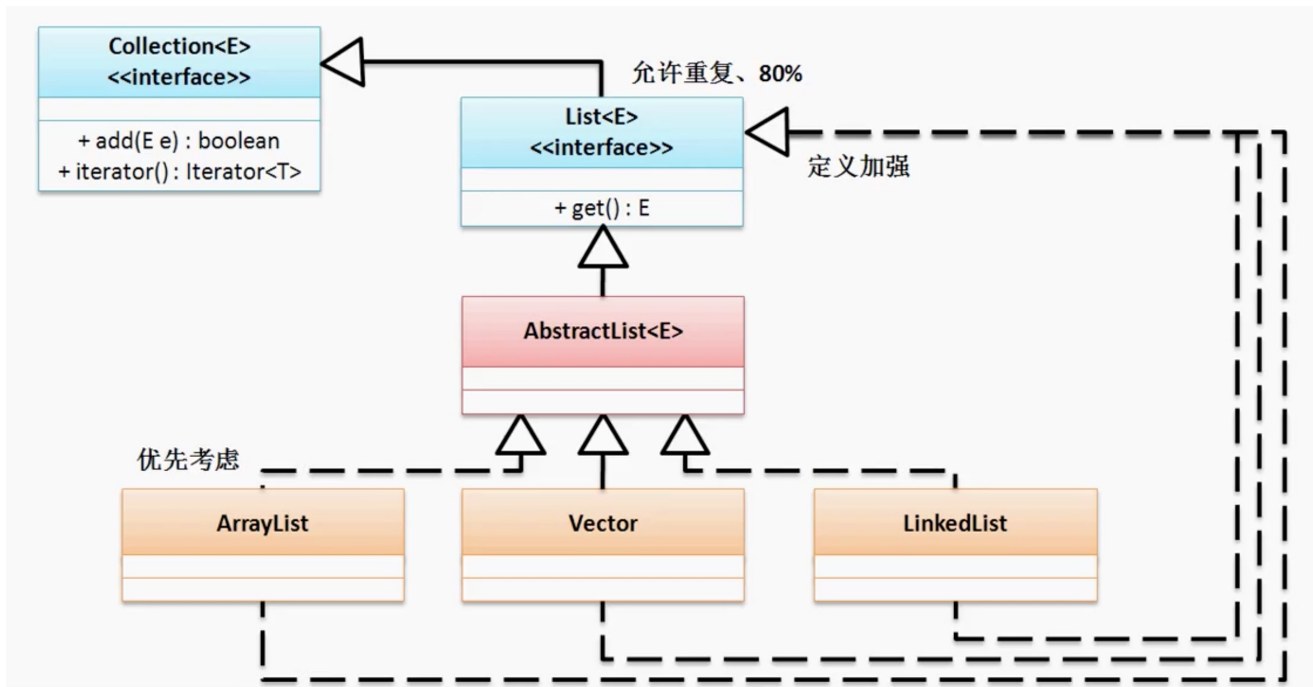 Collection<E>
<<interface>>
+ add(E e) : boolean
+ iterator() : Iterator<T>
允许重复、80%
List<E>
<<interface>>
+ get() : E
定义加强
AbstractList<E>
优先考虑
ArrayList
Vector
LinkedList